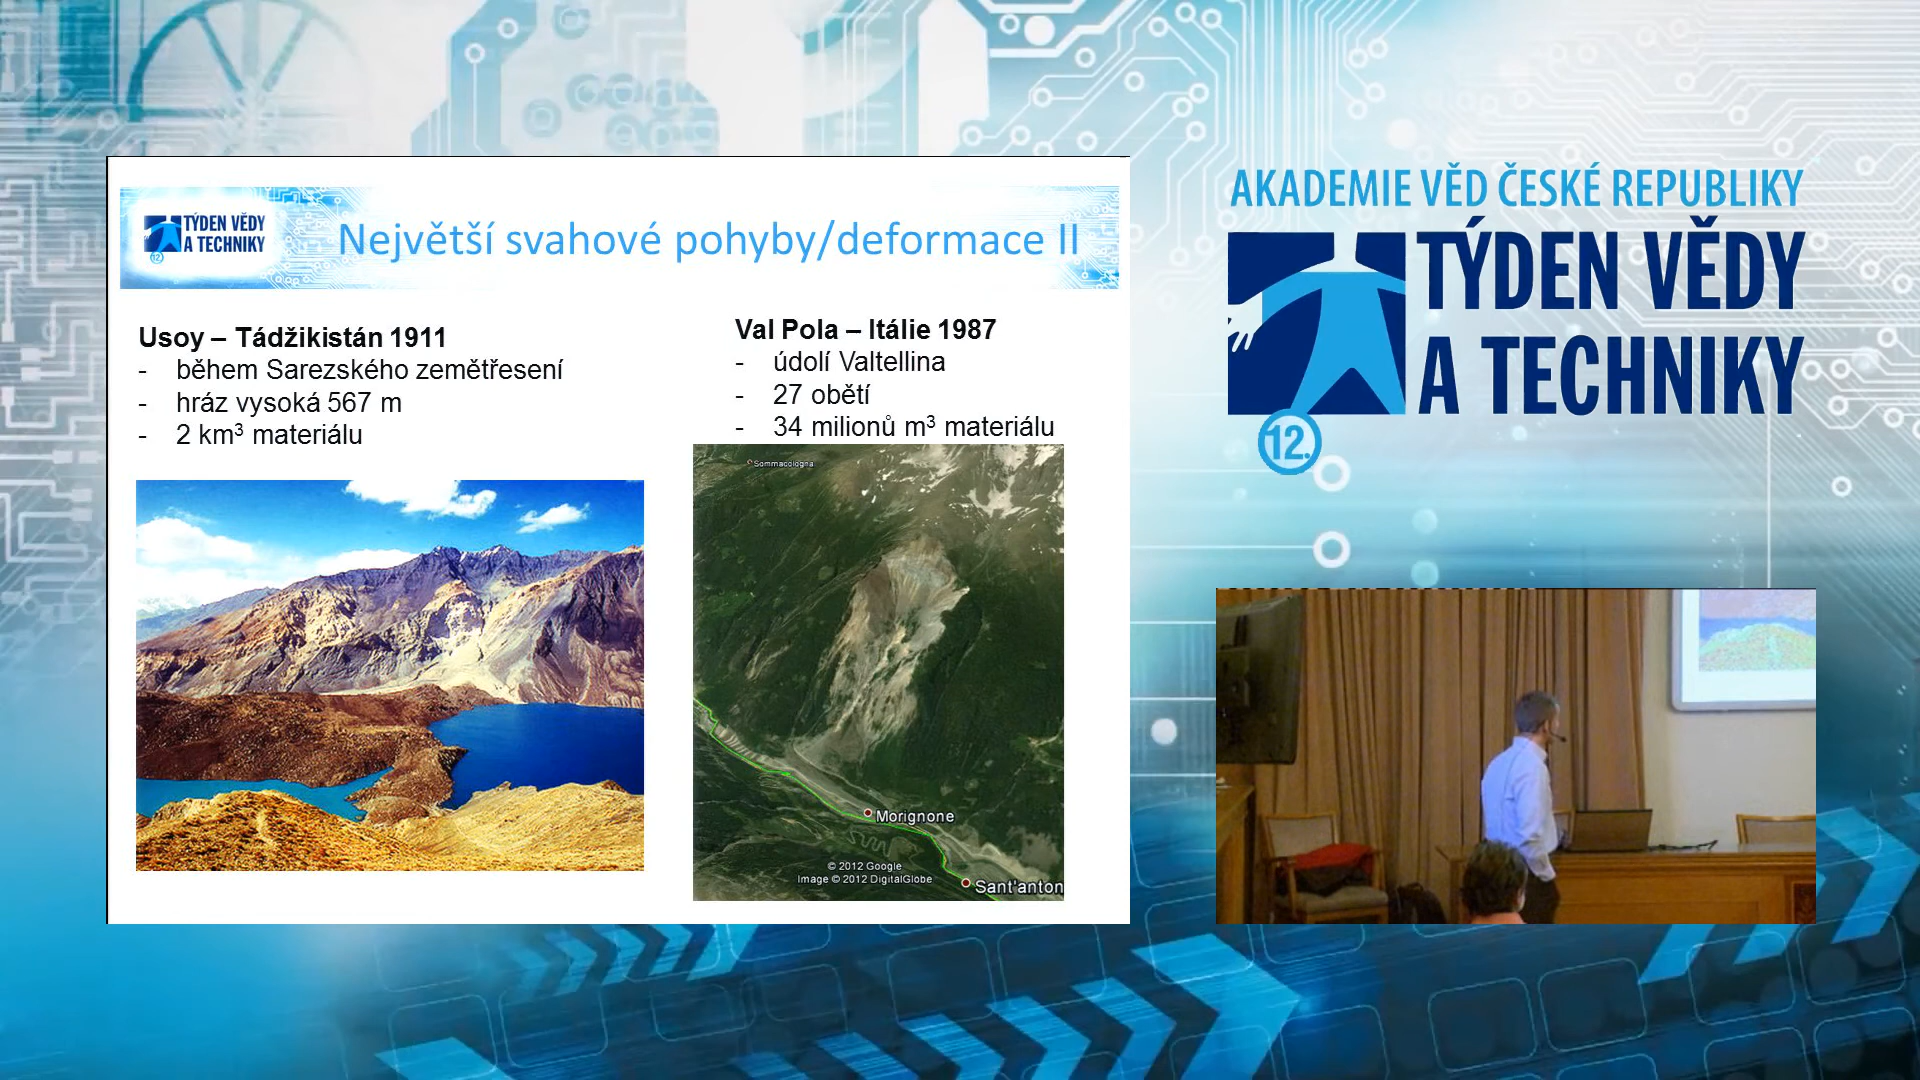 TÝDEN VĚDY
A TECHNIKY
12.
Největší svahové pohyby/deformace II
Usoy – Tádžikistán 1911
- během Sarezského zemětřesení
- hráz vysoká 567 m
- 2 km³ materiálu
Val Pola – Itálie 1987
- údolí Valtellina
- 27 obětí
- 34 milionů m³ materiálu
Sommacologna
Morignone
© 2012 Google
Image © 2012 DigitalGlobe
Sant'anton
AKADEMIE VĚD ČESKÉ REPUBLIKY
TÝDEN VĚDY
A TECHNIKY
12.